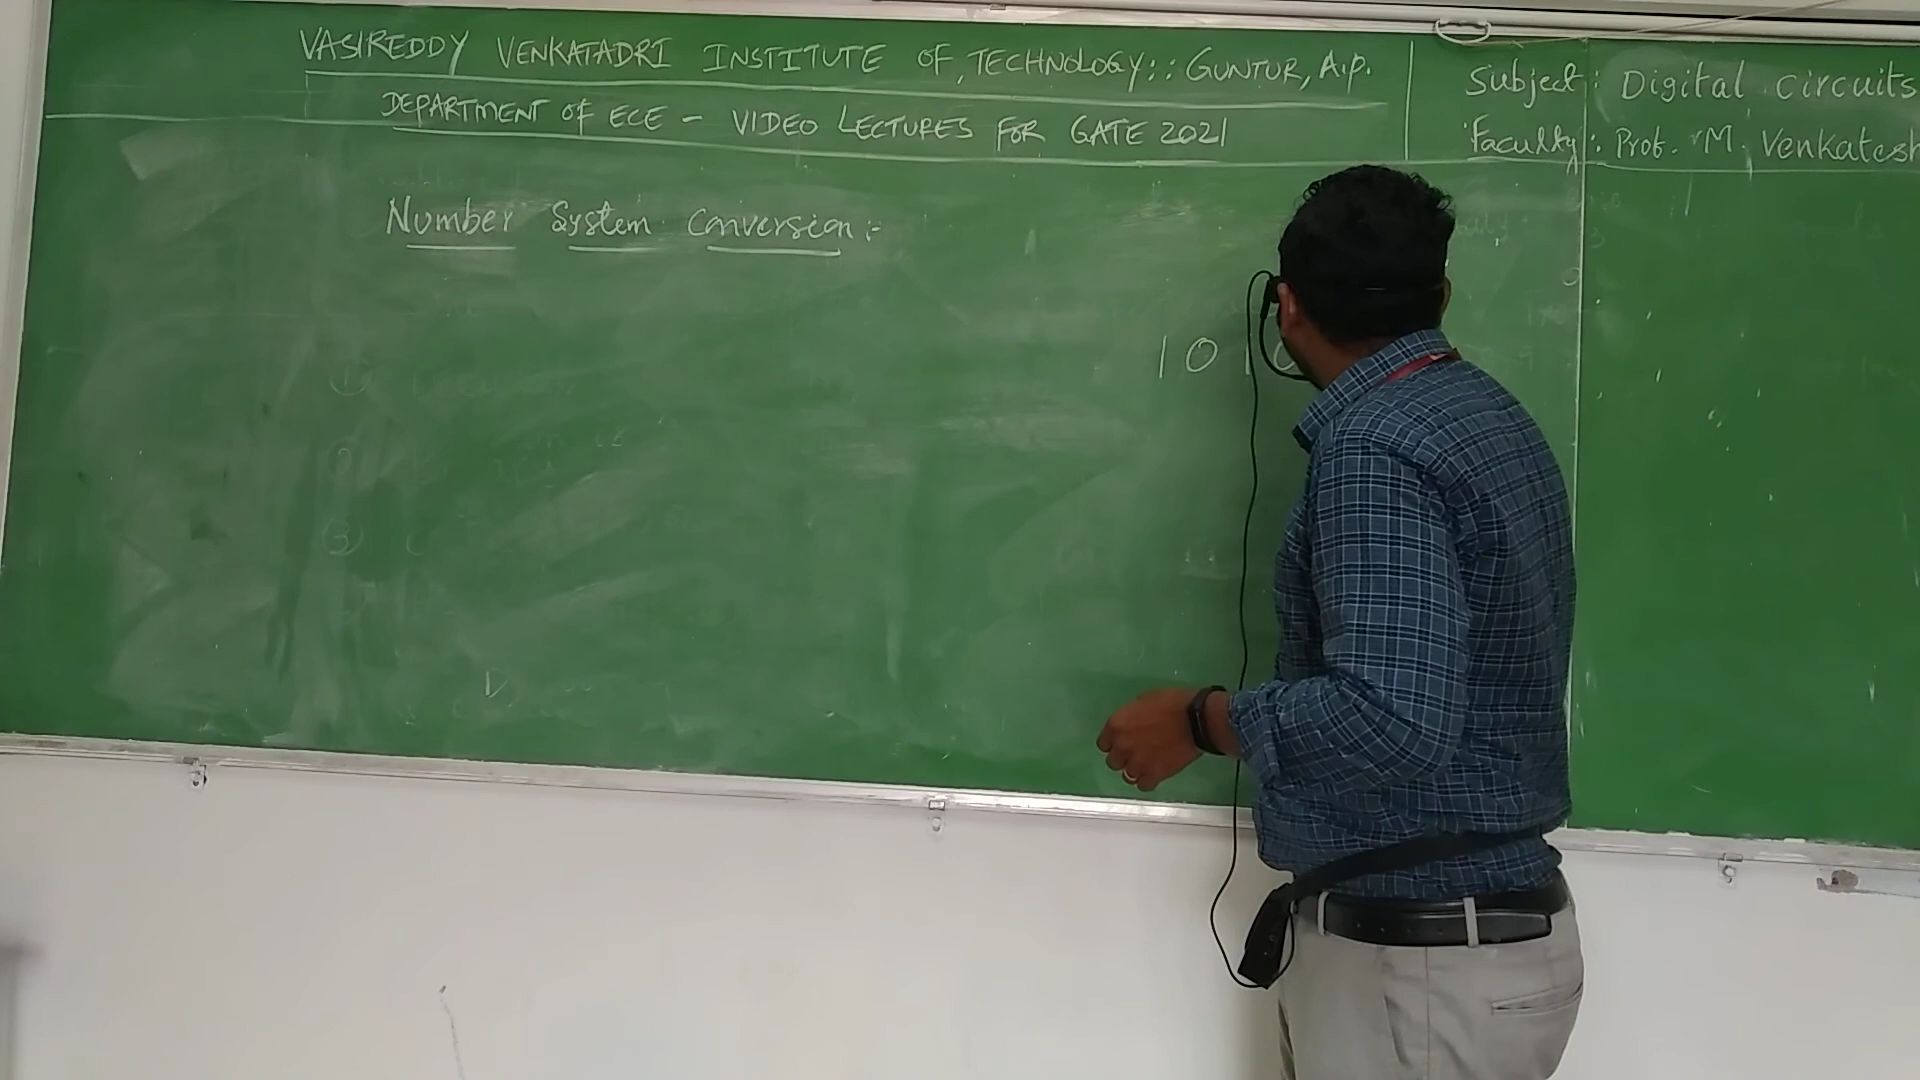 VASIREDDY VENKATADRI INSTITUTE OF TECHNOLOGY:: GUNTUR, A.P.
DEPARTMENT OF ECE - VIDEO LECTURES FOR GATE 2021
Subject: Digital Circuits
Faculty: Prof. M. Venkatesh
Number System Conversion:-
1 0 1 0